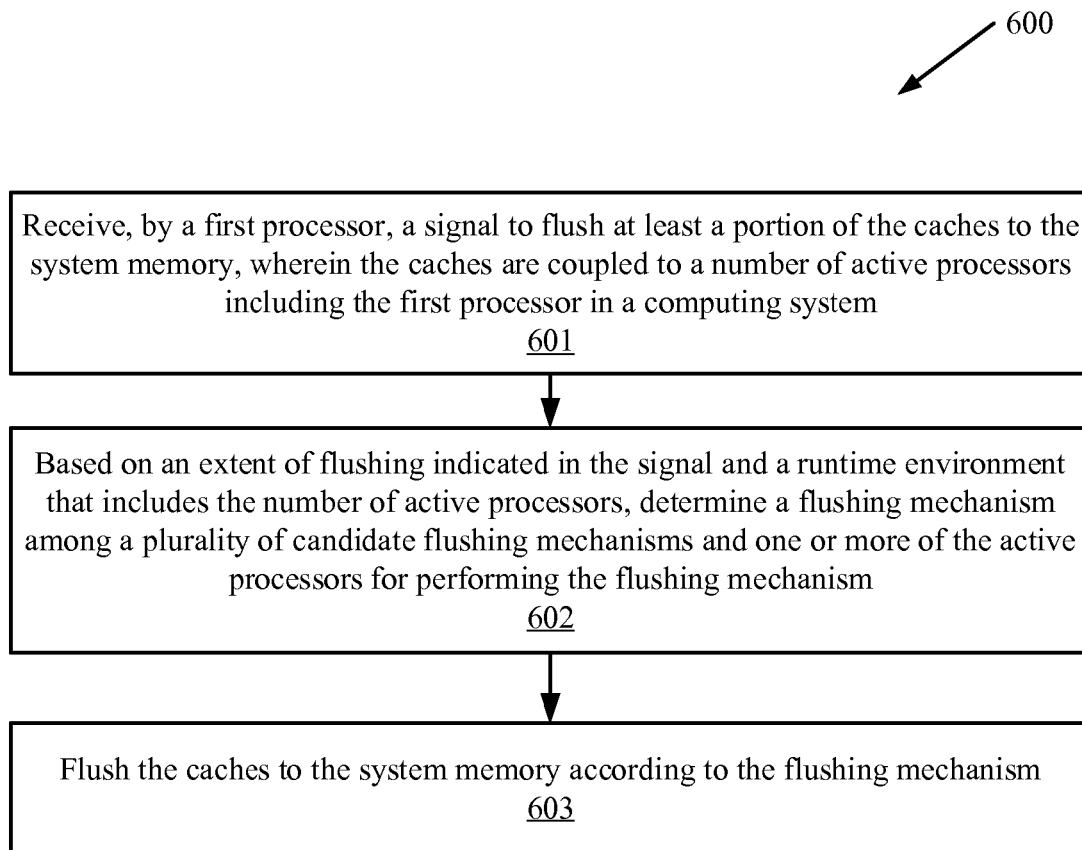 600
Receive, by a first processor, a signal to flush at least a portion of the caches to the
system memory, wherein the caches are coupled to a number of active processors
including the first processor in a computing system
601
Based on an extent of flushing indicated in the signal and a runtime environment
that includes the number of active processors, determine a flushing mechanism
among a plurality of candidate flushing mechanisms and one or more of the active
processors for performing the flushing mechanism
602
Flush the caches to the system memory according to the flushing mechanism
603